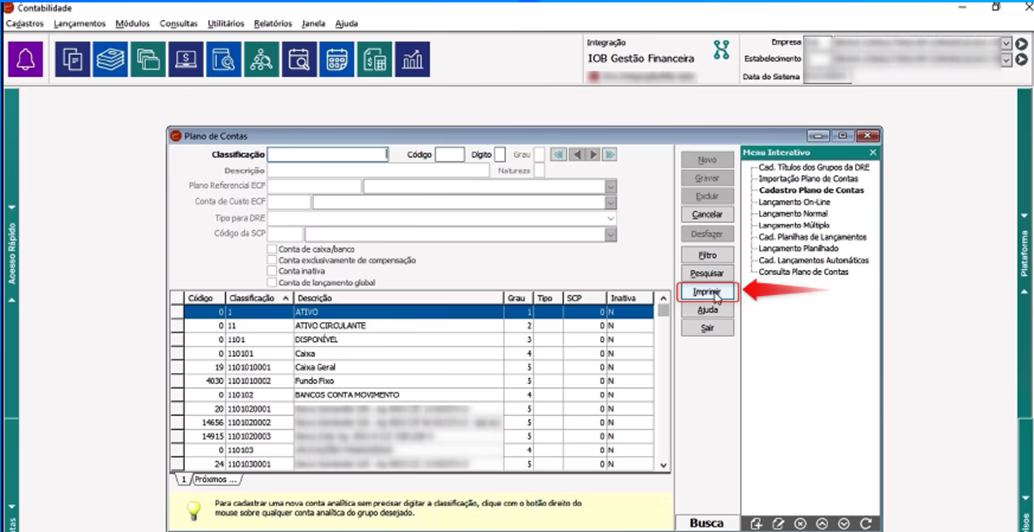 Contabilidade
Cadastros Lançamentos Módulos Consultas Utilitários Relatórios Janela Ajuda
Integração
IOB Gestão Financeira
Empresa
Estabelecimento
Data do Sistema
Acesso Rápido
Plataforma
Plano de Contas
Classificação Código Dígito Grau
Descrição Natureza
Plano Referencial ECF
Conta de Custo ECF
Tipo para DRE
Código da SCP
Conta de caixa/banco
Conta exclusivamente de compensação
Conta inativa
Conta de lançamento global
Novo
Gravar
Excluir
Cancelar
Desfazer
Filtro
Pesquisar
Imprimir
Ajuda
Sair
Menu Interativo
Cad. Títulos dos Grupos da DRE
Importação Plano de Contas
Cadastro Plano de Contas
Lançamento On-Line
Lançamento Normal
Lançamento Múltiplo
Cad. Planilhas de Lançamentos
Lançamento Planilhado
Cad. Lançamentos Automáticos
Consulta Plano de Contas
Código Classificação Descrição Grau Tipo SCP Inativa
0 1 ATIVO 1 0 N
0 11 ATIVO CIRCULANTE 2 0 N
0 1101 DISPONÍVEL 3 0 N
0 110101 Caixa 4 0 N
19 1101010001 Caixa Geral 5 0 N
4030 1101010002 Fundo Fixo 5 0 N
0 110102 BANCOS CONTA MOVIMENTO 4 0 N
20 1101020001 5 0 N
14656 1101020002 5 0 N
14915 1101020003 5 0 N
0 110103 4 0 N
24 1101030001 5 0 N
1 Próximos ...
Para cadastrar uma nova conta analítica sem precisar digitar a classificação, clique com o botão direito do
mouse sobre qualquer conta analítica do grupo desejado.
Busca